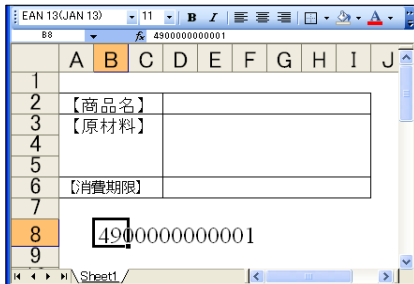 EAN 13(JAN 13) 11 B I A
B8 fx 4900000000001
A B C D E F G H I J
1
2 【商品名】
3 【原材料】
4
5
6 【消費期限】
7
8 4900000000001
9
Sheet1